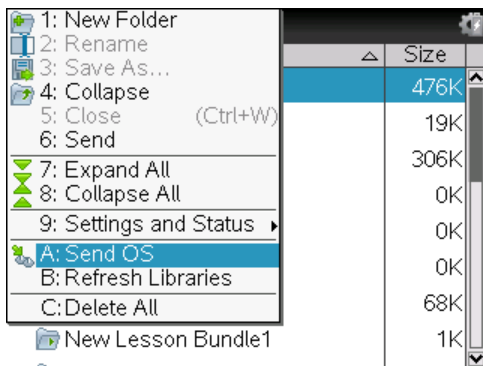 1: New Folder
2: Rename
3: Save As...
Size
4: Collapse
476K
5: Close (Ctrl+W)
19K
6: Send
7: Expand All
306K
8: Collapse All
0K
9: Settings and Status
0K
A: Send OS
B: Refresh Libraries
0K
C: Delete All
68K
New Lesson Bundle1
1K